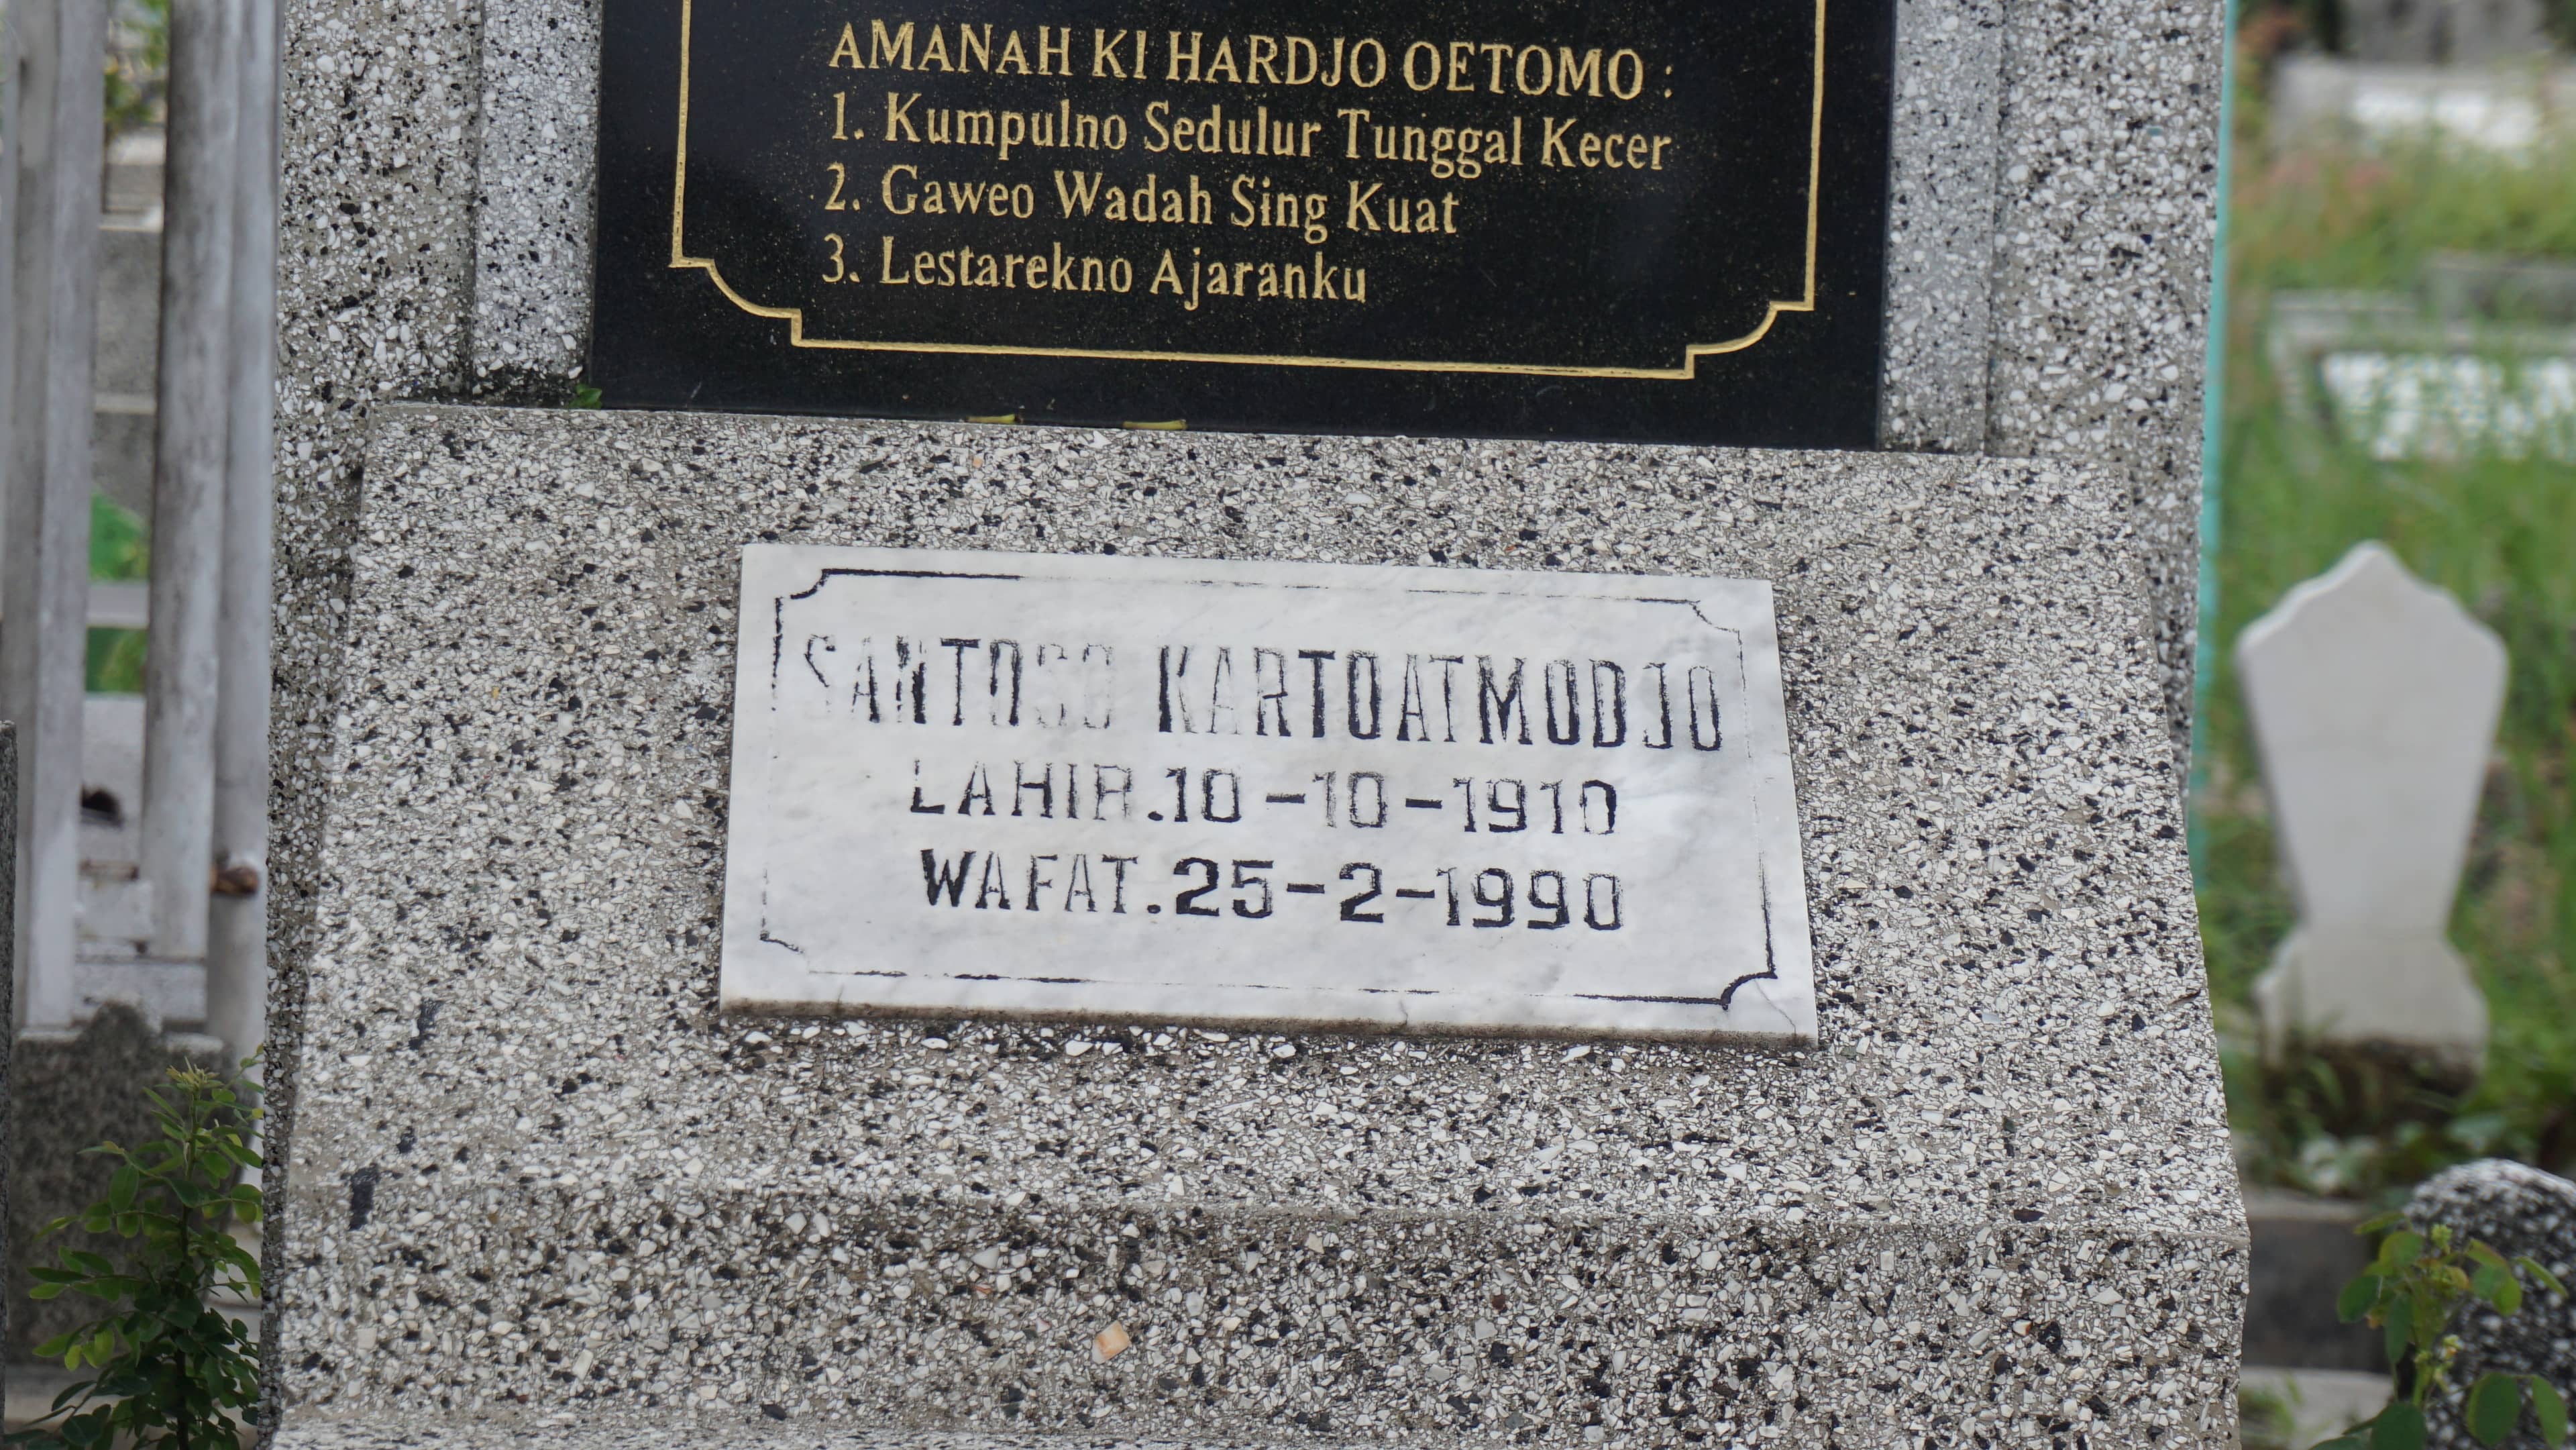 AMANAH KI HARDJO OETOMO :
1. Kumpulno Sedulur Tunggal Kecer
2. Gaweo Wadah Sing Kuat
3. Lestarekno Ajaranku
SANTOSO KARTOATMODJO
LAHIR.10-10-1910
WAFAT.25-2-1990